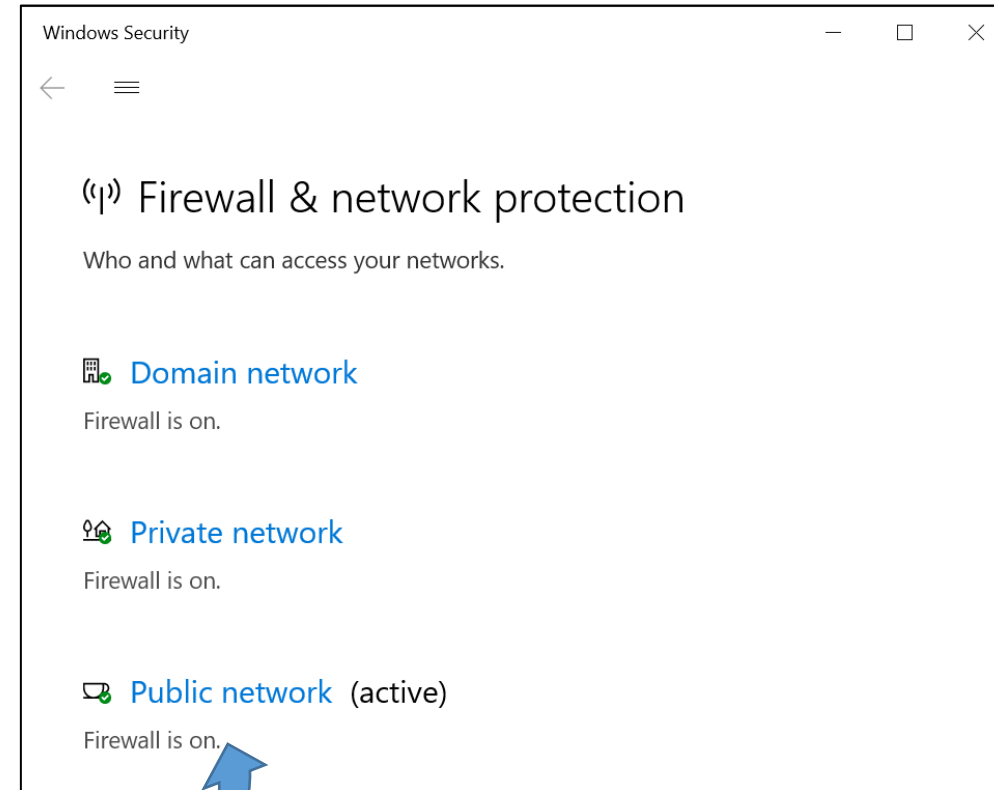 Windows Security
Firewall & network protection
Who and what can access your networks.
Domain network
Firewall is on.
Private network
Firewall is on.
Public network (active)
Firewall is on.